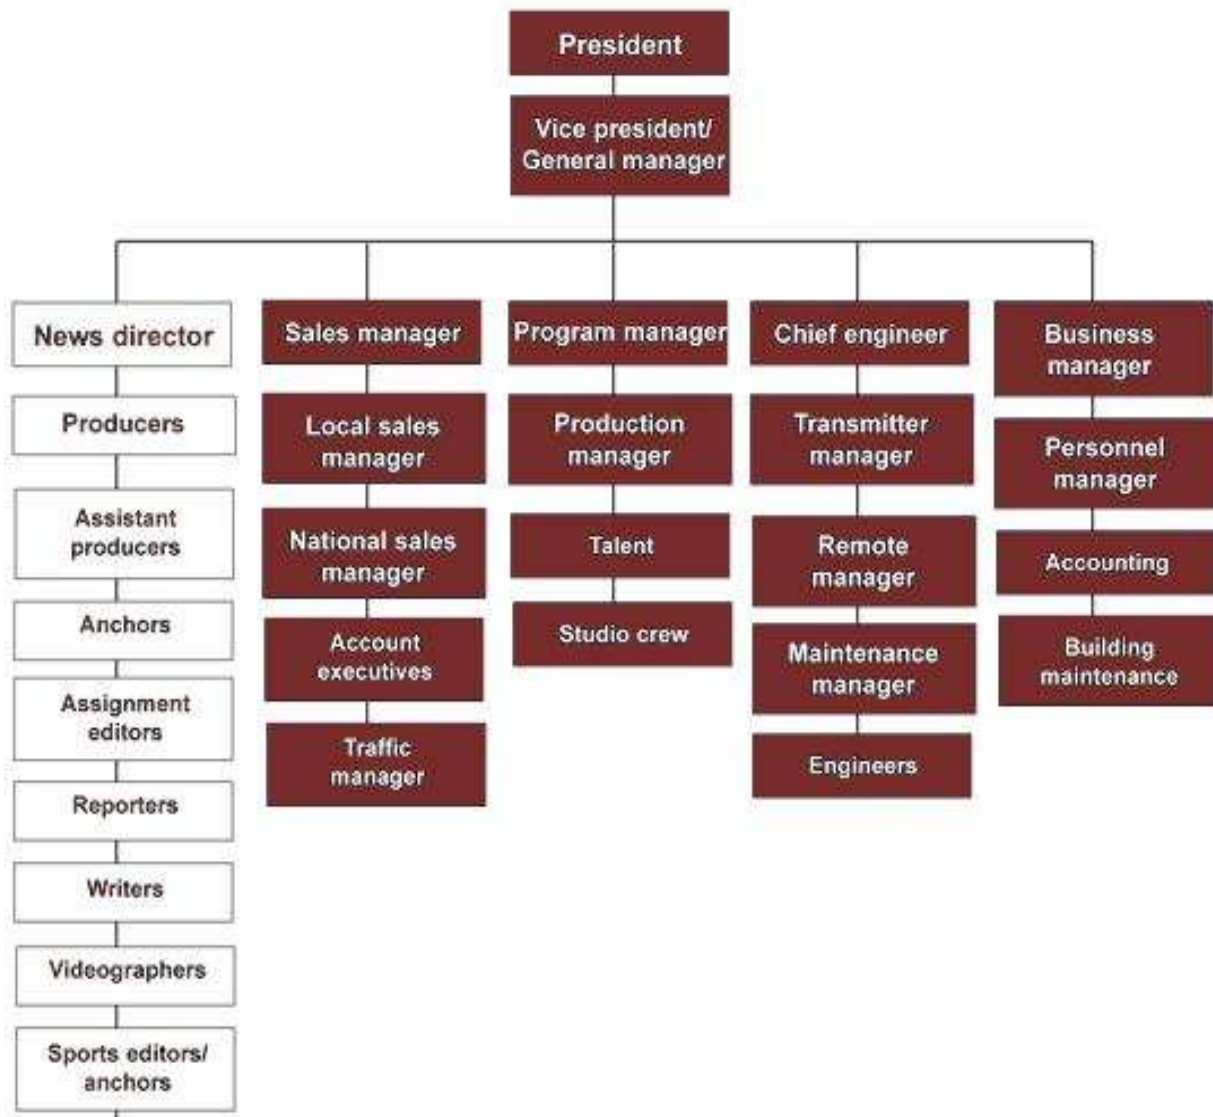 President
Vice president/
General manager
News director
Producers
Assistant
producers
Anchors
Assignment
editors
Reporters
Writers
Videographers
Sports editors/
anchors
Sales manager
Local sales
manager
National sales
manager
Account
executives
Traffic
manager
Program manager
Production
manager
Talent
Studio crew
Chief engineer
Transmitter
manager
Remote
manager
Maintenance
manager
Engineers
Business
manager
Personnel
manager
Accounting
Building
maintenance